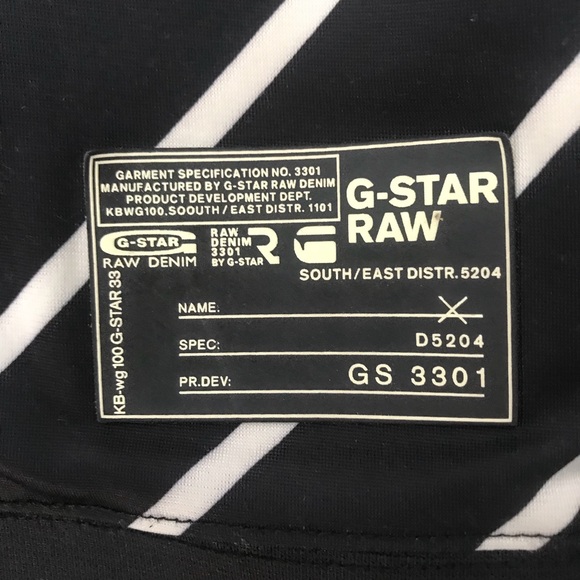 GARMENT SPECIFICATION NO. 3301
MANUFACTURED BY G-STAR RAW DENIM
PRODUCT DEVELOPMENT DEPT.
KBWG100.SOOUTH / EAST DISTR. 1101
G-STAR
RAW
G-STAR
RAW DENIM
RAW
DENIM
3301
BY G-STAR
R
G
SOUTH/EAST DISTR.5204
KB-wg100 G-STAR 33
NAME: X
SPEC: D5204
PR.DEV: GS 3301